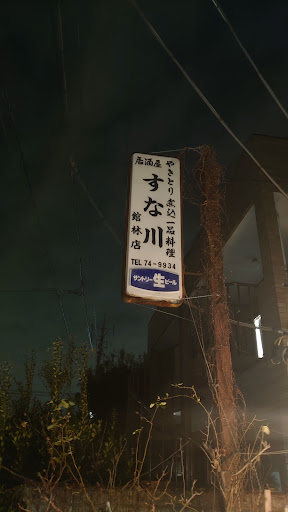 居酒屋
やきとり 煮込 一品料理
すな川
館林店
TEL 74-9934
サントリー生ビール